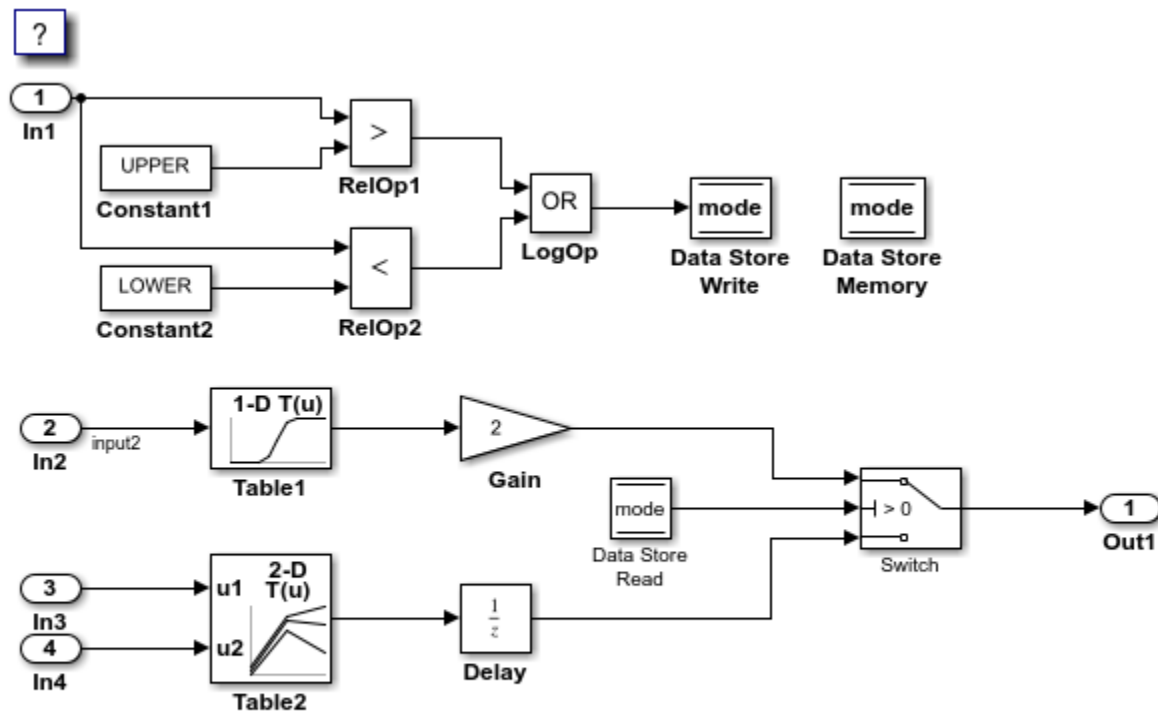 ?
1
In1
UPPER
Constant1
>
RelOp1
LOWER
Constant2
<
RelOp2
OR
LogOp
mode
Data Store
Write
mode
Data Store
Memory
2
In2
input2
1-D T(u)
Table1
2
Gain
mode
Data Store
Read
> 0
Switch
1
Out1
3
In3
4
In4
u1
u2
2-D
T(u)
Table2
1
z
Delay